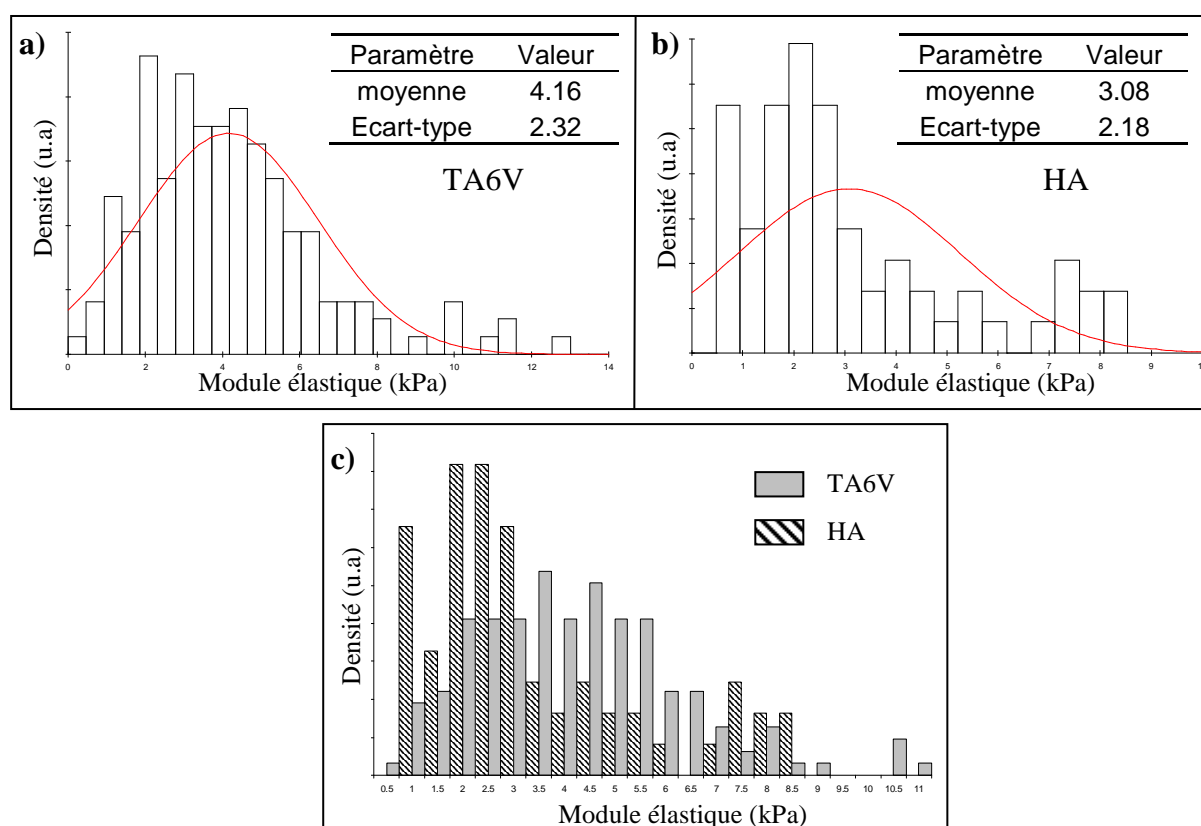 a)
Paramètre Valeur
moyenne 4.16
Ecart-type 2.32
TA6V
Densité (u.a)
0 2 4 6 8 10 12 14
Module élastique (kPa)
b)
Paramètre Valeur
moyenne 3.08
Ecart-type 2.18
HA
Densité (u.a)
0 1 2 3 4 5 6 7 8 9
Module élastique (kPa)
c)
TA6V
HA
Densité (u.a)
0.5 1 1.5 2 2.5 3 3.5 4 4.5 5 5.5 6 6.5 7 7.5 8 8.5 9 9.5 10 10.5 11
Module élastique (kPa)